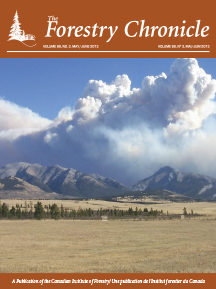 The
Forestry Chronicle
VOLUME 88, NO. 3, MAY / JUNE 2012 VOLUME 88, N° 3, MAI / JUIN 2012
A Publication of the Canadian Institute of Forestry/ Une publication de l'Institut forestier du Canada